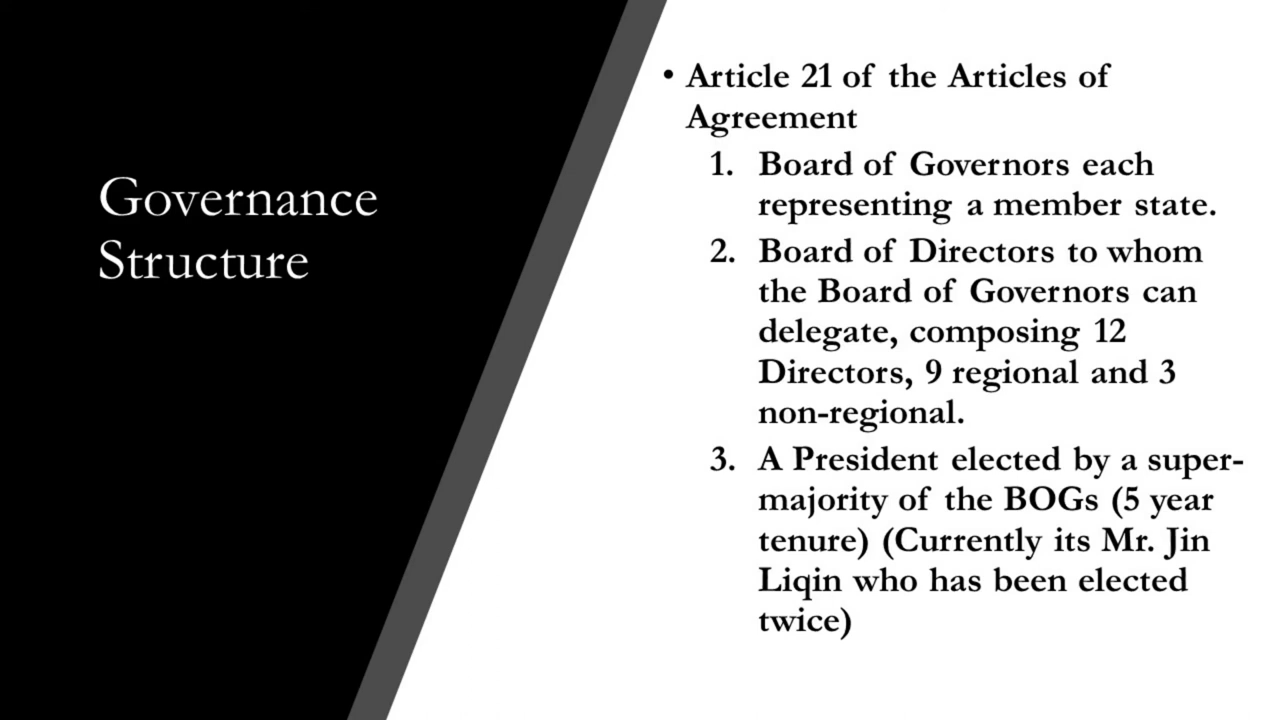 Governance
Structure
• Article 21 of the Articles of
Agreement
1. Board of Governors each
representing a member state.
2. Board of Directors to whom
the Board of Governors can
delegate, composing 12
Directors, 9 regional and 3
non-regional.
3. A President elected by a super-
majority of the BOGs (5 year
tenure) (Currently its Mr. Jin
Liqin who has been elected
twice)